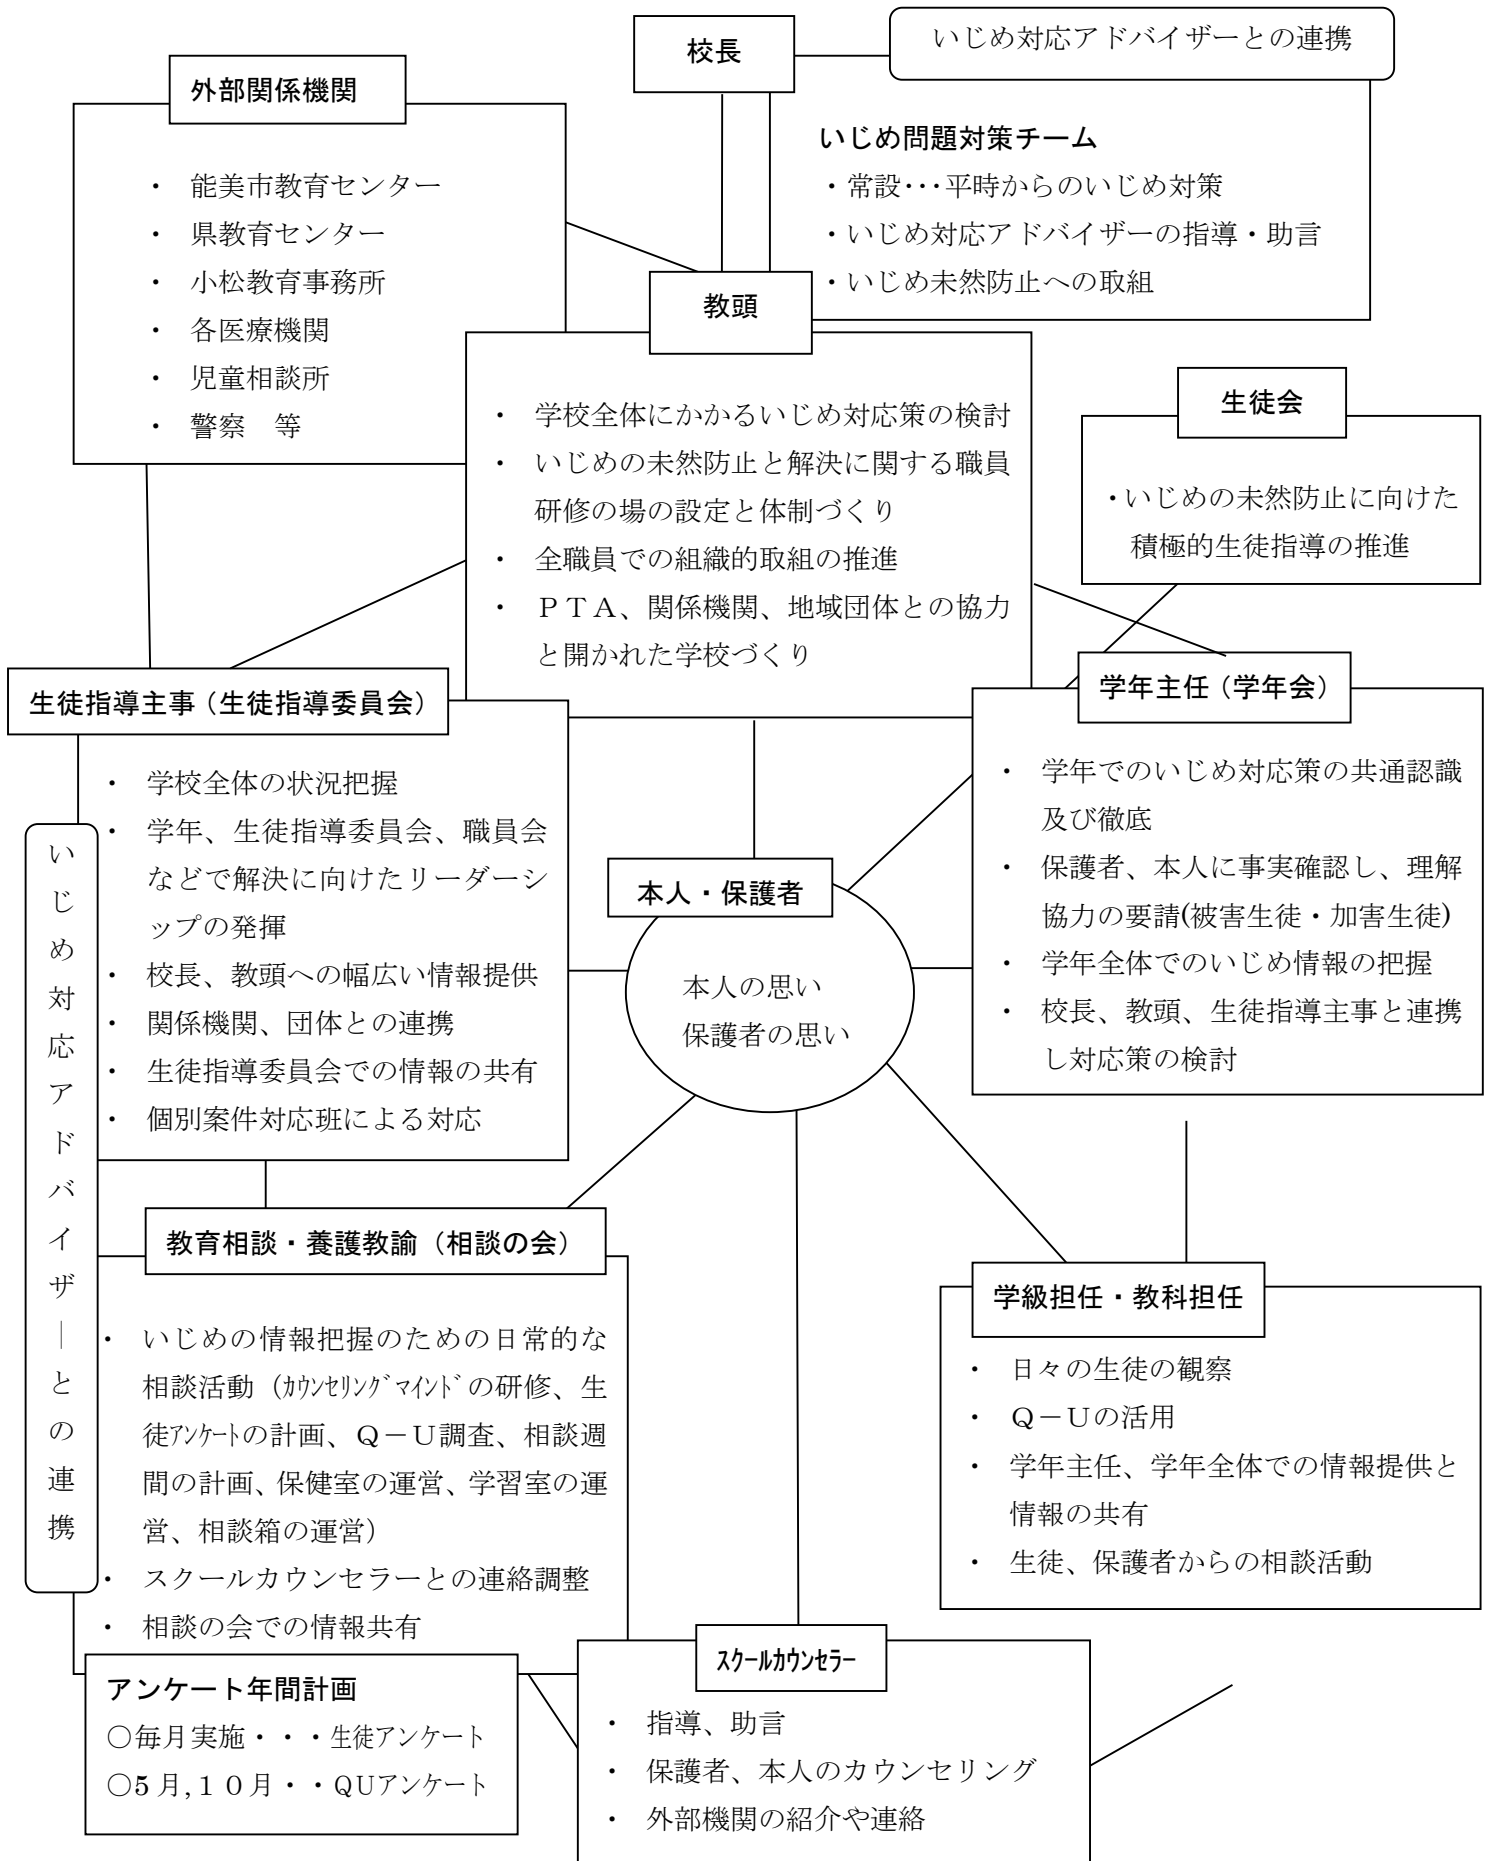 校長
いじめ対応アドバイザーとの連携
外部関係機関
・ 能美市教育センター
・ 県教育センター
・ 小松教育事務所
・ 各医療機関
・ 児童相談所
・ 警察　等
いじめ問題対策チーム
・常設･･･平時からのいじめ対策
・いじめ対応アドバイザーの指導・助言
・いじめ未然防止への取組
教頭
・ 学校全体にかかるいじめ対応策の検討
・ いじめの未然防止と解決に関する職員
研修の場の設定と体制づくり
・ 全職員での組織的取組の推進
・ ＰＴＡ、関係機関、地域団体との協力
と開かれた学校づくり
生徒会
・いじめの未然防止に向けた
積極的生徒指導の推進
生徒指導主事（生徒指導委員会）
・ 学校全体の状況把握
・ 学年、生徒指導委員会、職員会
などで解決に向けたリーダーシ
ップの発揮
・ 校長、教頭への幅広い情報提供
・ 関係機関、団体との連携
・ 生徒指導委員会での情報の共有
・ 個別案件対応班による対応
学年主任（学年会）
・ 学年でのいじめ対応策の共通認識
及び徹底
・ 保護者、本人に事実確認し、理解
協力の要請(被害生徒・加害生徒)
・ 学年全体でのいじめ情報の把握
・ 校長、教頭、生徒指導主事と連携
し対応策の検討
本人・保護者
本人の思い
保護者の思い
いじめ対応アドバイザ―との連携
教育相談・養護教諭（相談の会）
・ いじめの情報把握のための日常的な
相談活動（ｶｳﾝｾﾘﾝｸﾞﾏｲﾝﾄﾞの研修、生
徒ｱﾝｹｰﾄの計画、Ｑ－Ｕ調査、相談週
間の計画、保健室の運営、学習室の運
営、相談箱の運営）
・ スクールカウンセラーとの連絡調整
・ 相談の会での情報共有
学級担任・教科担任
・ 日々の生徒の観察
・ Ｑ－Ｕの活用
・ 学年主任、学年全体での情報提供と
情報の共有
・ 生徒、保護者からの相談活動
アンケート年間計画
○毎月実施・・・生徒アンケート
○5 月,１０月・・ＱＵアンケート
ｽｸｰﾙｶｳﾝｾﾗｰ
・ 指導、助言
・ 保護者、本人のカウンセリング
・ 外部機関の紹介や連絡